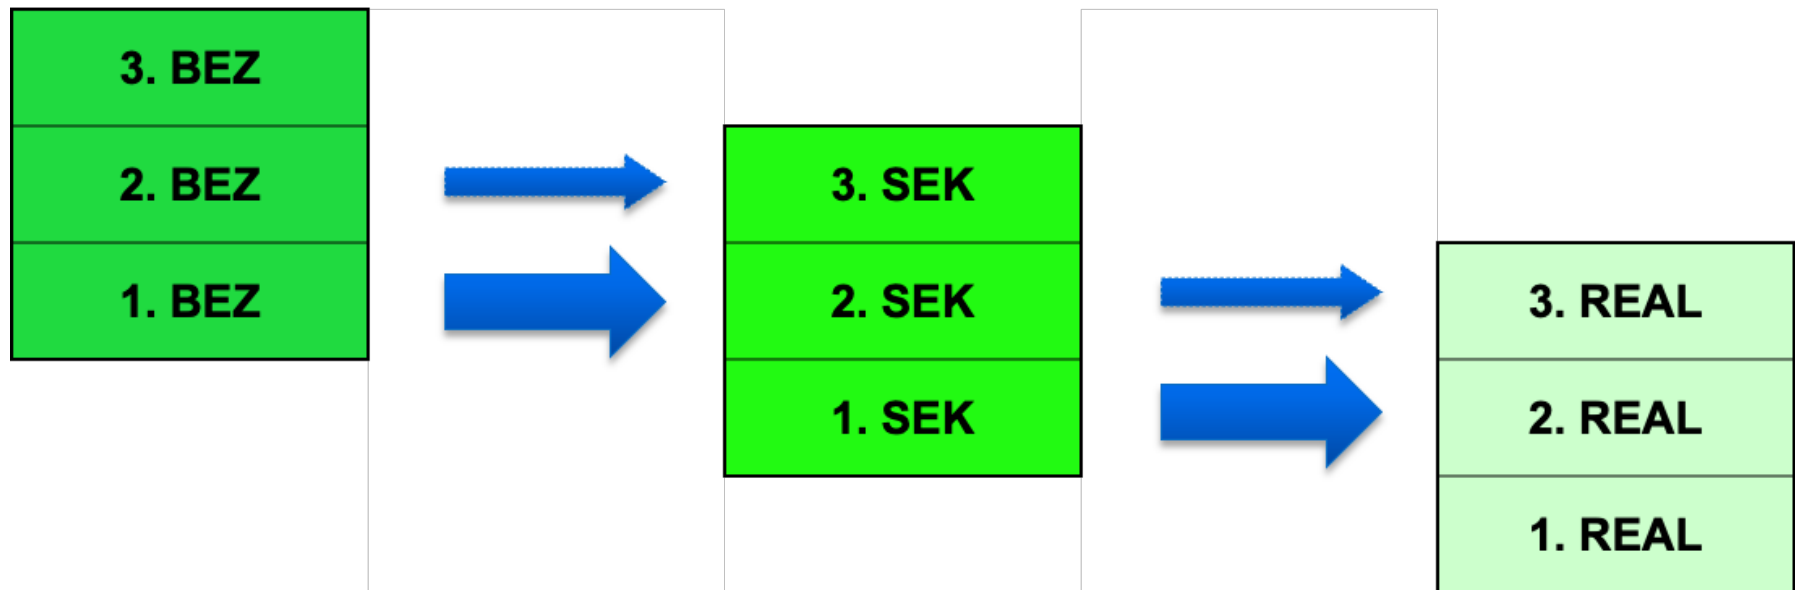 3. BEZ
2. BEZ
1. BEZ
3. SEK
2. SEK
1. SEK
3. REAL
2. REAL
1. REAL